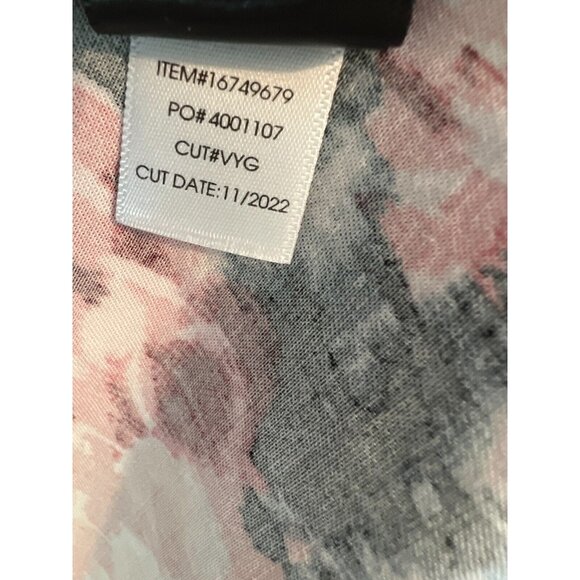 ITEM#16749679
PO# 4001107
CUT#VYG
CUT DATE:11/2022